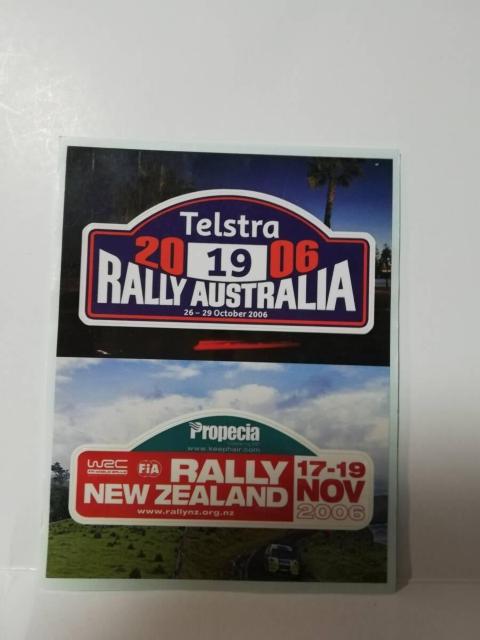 Telstra
20 19 06
RALLY AUSTRALIA
26 – 29 October 2006
Propecia
www.keephair.com
WRC FIA RALLY 17-19
NEW ZEALAND NOV
www.rallynz.org.nz 2006